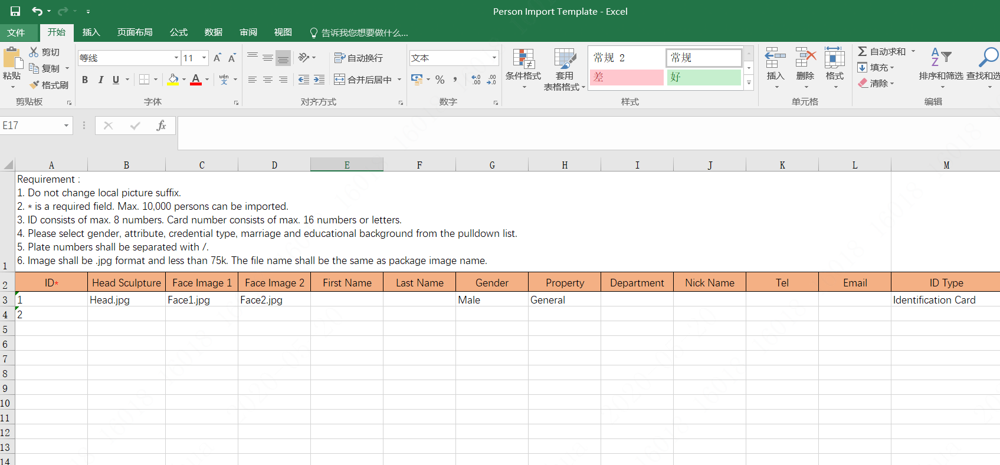 Person Import Template - Excel
文件 开始 插入 页面布局 公式 数据 审阅 视图 告诉我您想要做什么...
粘贴 剪切 复制 格式刷 剪贴板
等线 11 A A
B I U A wén 文 字体
自动换行 合并后居中 对齐方式
文本 % , 数字
条件格式 套用 表格格式
常规 2 常规
差 好
样式
插入 删除 格式 单元格
自动求和 填充 清除 排序和筛选 查找和选 编辑
E17 fx
A B C D E F G H I J K L M
Requirement :
1. Do not change local picture suffix.
2. * is a required field. Max. 10,000 persons can be imported.
3. ID consists of max. 8 numbers. Card number consists of max. 16 numbers or letters.
4. Please select gender, attribute, credential type, marriage and educational background from the pulldown list.
5. Plate numbers shall be separated with /.
6. Image shall be .jpg format and less than 75k. The file name shall be the same as package image name.
1
2 ID* Head Sculpture Face Image 1 Face Image 2 First Name Last Name Gender Property Department Nick Name Tel Email ID Type
3 1 Head.jpg Face1.jpg Face2.jpg Male General Identification Card
4 2
5
6
7
8
9
10
11
12
13
14